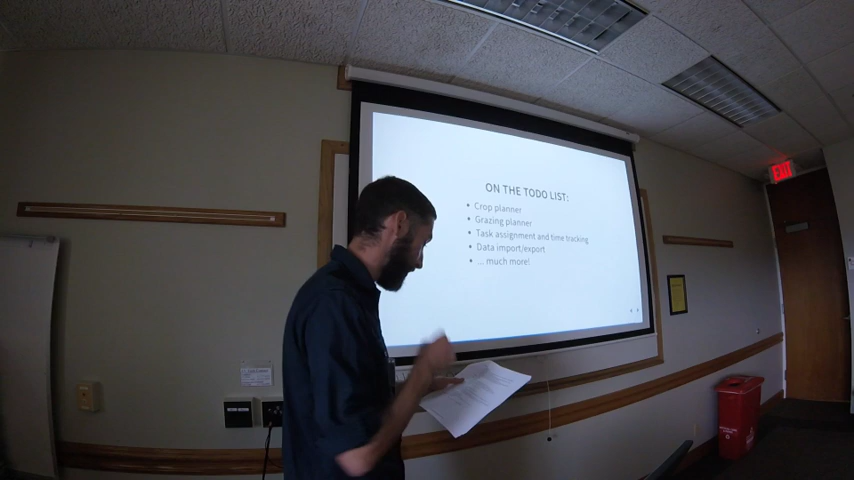 ON THE TODO LIST:
• Crop planner
• Grazing planner
• Task assignment and time tracking
• Data import/export
• ... much more!
EXIT